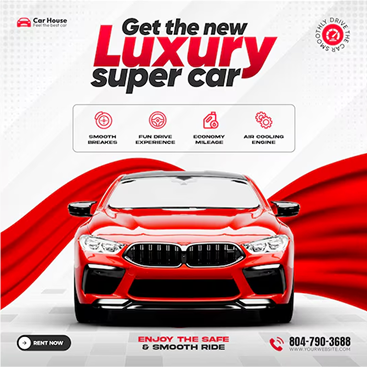 Car House
Feel the best car
Get the new
Luxury
super car
SMOOTHLY DRIVE THE CAR
SMOOTH
BREAKES
FUN DRIVE
EXPERIENCE
ECONOMY
MILEAGE
AIR COOLING
ENGINE
RENT NOW
ENJOY THE SAFE
& SMOOTH RIDE
804-790-3688
WWW.YOURWEBSITE.COM